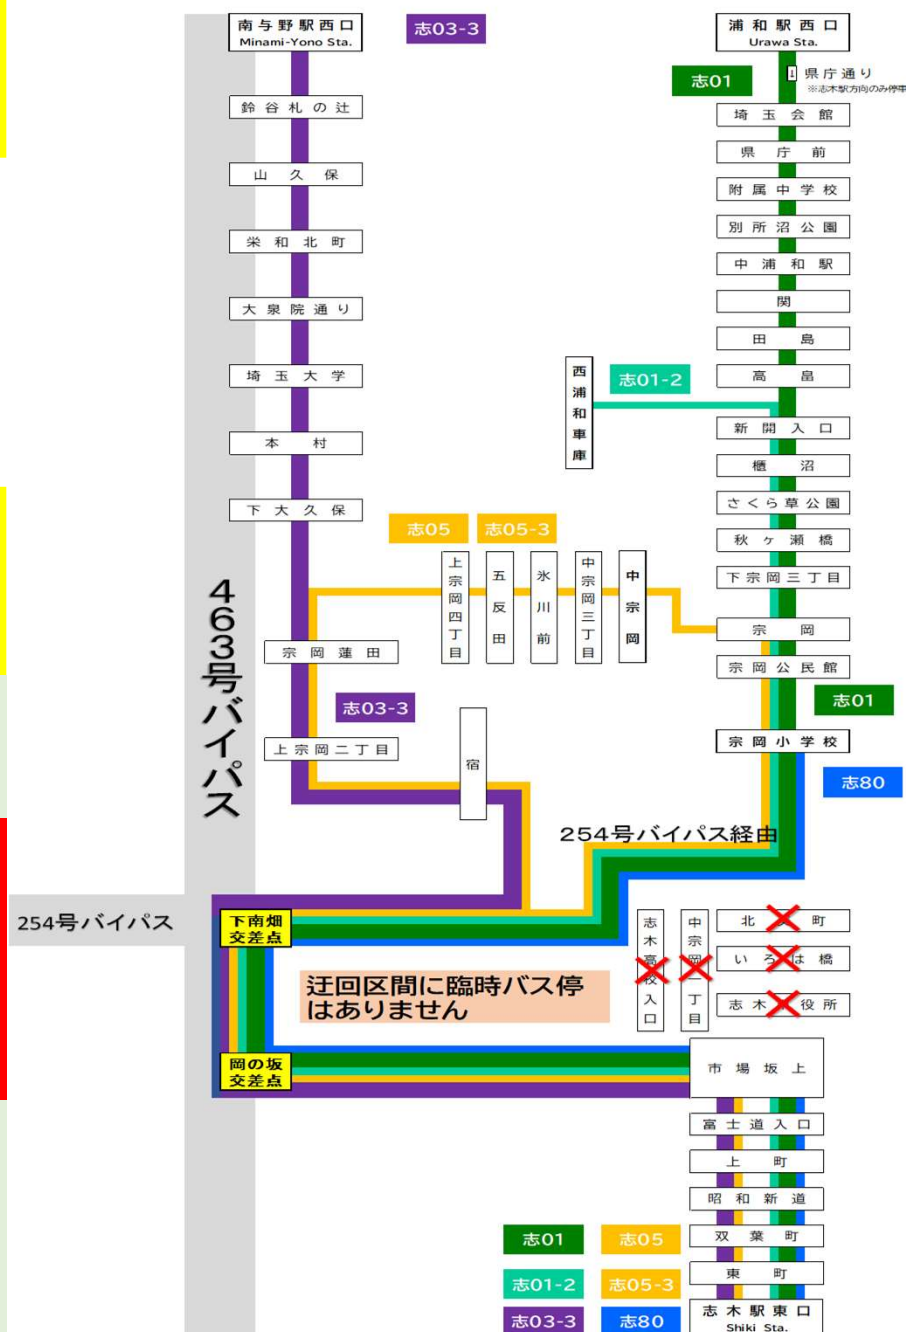 南与野駅西口
Minami-Yono Sta.
志03-3
鈴谷札の辻
山久保
栄和北町
大泉院通り
埼玉大学
本村
下大久保
浦和駅西口
Urawa Sta.
志01
県庁通り
※志木駅方向のみ停車
埼玉会館
県庁前
附属中学校
別所沼公園
中浦和駅
関
田島
高畠
西浦和車庫
志01-2
新開入口
櫃沼
さくら草公園
秋ヶ瀬橋
下宗岡三丁目
志05
志05-3
上宗岡四丁目
五反田
氷川前
中宗岡三丁目
中宗岡
宗岡
宗岡公民館
志01
宗岡小学校
志80
463号バイパス
宗岡蓮田
志03-3
上宗岡二丁目
宿
254号バイパス経由
254号バイパス
下南畑
交差点
迂回区間に臨時バス停
はありません
志木高校入口
中宗岡一丁目
北 町
いろは橋
志木 役所
岡の坂
交差点
市場坂上
富士道入口
上町
昭和新道
双葉町
東町
志木駅東口
Shiki Sta.
志01
志05
志01-2
志05-3
志03-3
志80